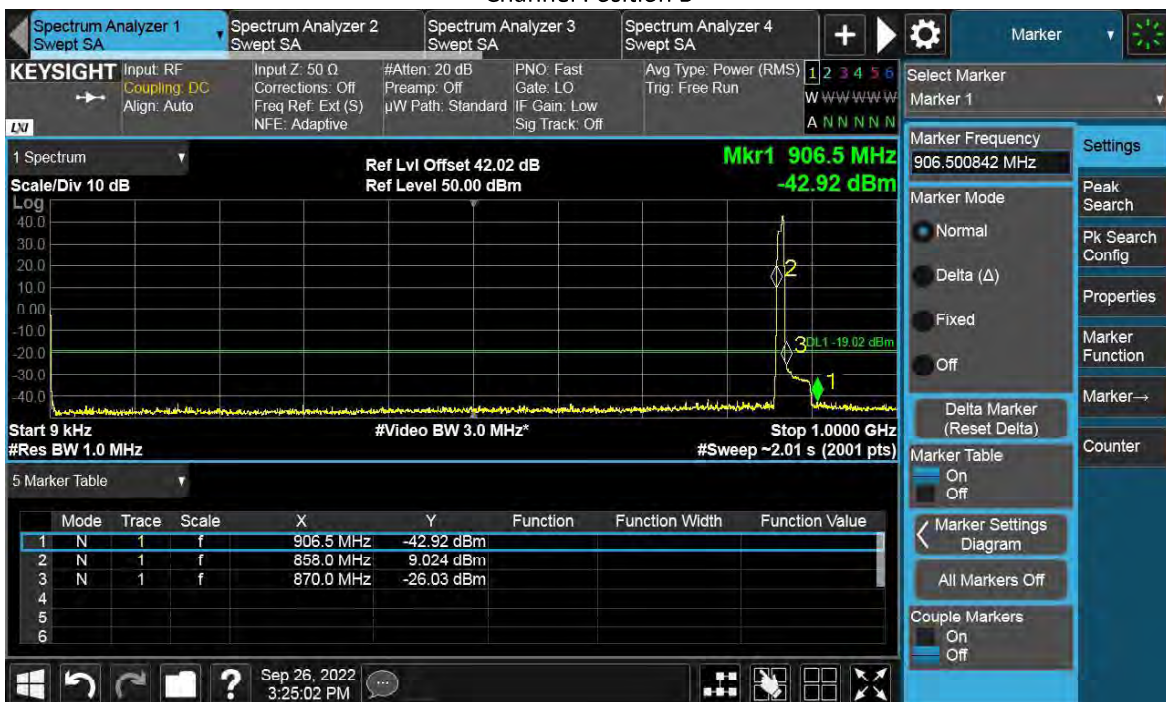 Spectrum Analyzer 1
Swept SA
Spectrum Analyzer 2
Swept SA
Spectrum Analyzer 3
Swept SA
Spectrum Analyzer 4
Swept SA
+
Marker
KEYSIGHT
LXI
Input: RF
Coupling: DC
Align: Auto
Input Z: 50 Ω
Corrections: Off
Freq Ref: Ext (S)
NFE: Adaptive
#Atten: 20 dB
Preamp: Off
µW Path: Standard
PNO: Fast
Gate: LO
IF Gain: Low
Sig Track: Off
Avg Type: Power (RMS)
Trig: Free Run
1 2 3 4 5 6
W W W W W W
A N N N N N
Select Marker
Marker 1
1 Spectrum
Scale/Div 10 dB
Log
Ref Lvl Offset 42.02 dB
Ref Level 50.00 dBm
Mkr1 906.5 MHz
-42.92 dBm
40.0
30.0
20.0
10.0
0.00
-10.0
-20.0
-30.0
-40.0
2
3
DL1 -19.02 dBm
1
Start 9 kHz
#Video BW 3.0 MHz*
Stop 1.0000 GHz
#Res BW 1.0 MHz
#Sweep ~2.01 s (2001 pts)
5 Marker Table
Mode Trace Scale X Y Function Function Width Function Value
1 N 1 f 906.5 MHz -42.92 dBm
2 N 1 f 858.0 MHz 9.024 dBm
3 N 1 f 870.0 MHz -26.03 dBm
4
5
6
Marker Frequency
906.500842 MHz
Marker Mode
Normal
Delta (Δ)
Fixed
Off
Delta Marker
(Reset Delta)
Marker Table
On
Off
Marker Settings
Diagram
All Markers Off
Couple Markers
On
Off
Settings
Peak
Search
Pk Search
Config
Properties
Marker
Function
Marker→
Counter
?
Sep 26, 2022
3:25:02 PM